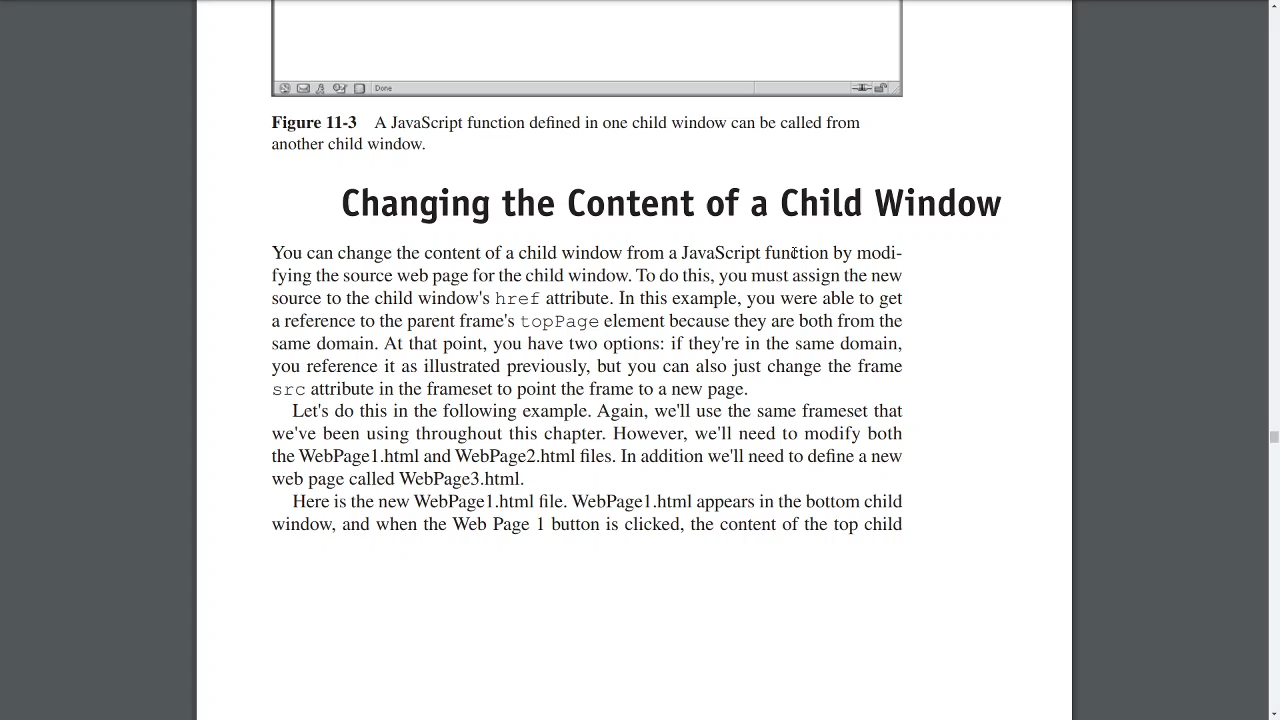 Done
Figure 11-3 A JavaScript function defined in one child window can be called from
another child window.
Changing the Content of a Child Window
You can change the content of a child window from a JavaScript function by modi-
fying the source web page for the child window. To do this, you must assign the new
source to the child window's href attribute. In this example, you were able to get
a reference to the parent frame's topPage element because they are both from the
same domain. At that point, you have two options: if they're in the same domain,
you reference it as illustrated previously, but you can also just change the frame
src attribute in the frameset to point the frame to a new page.
Let's do this in the following example. Again, we'll use the same frameset that
we've been using throughout this chapter. However, we'll need to modify both
the WebPage1.html and WebPage2.html files. In addition we'll need to define a new
web page called WebPage3.html.
Here is the new WebPage1.html file. WebPage1.html appears in the bottom child
window, and when the Web Page 1 button is clicked, the content of the top child